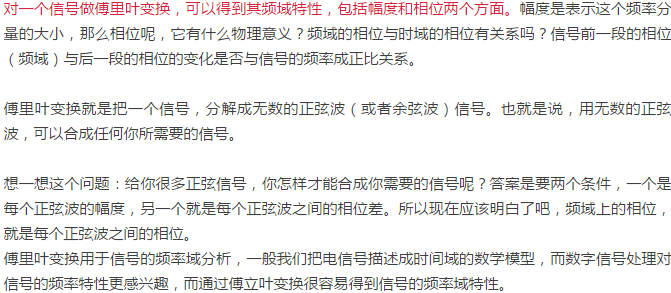 对一个信号做傅里叶变换，可以得到其频域特性，包括幅度和相位两个方面。幅度是表示这个频率分
量的大小，那么相位呢，它有什么物理意义？频域的相位与时域的相位有关系吗？信号前一段的相位
（频域）与后一段的相位的变化是否与信号的频率成正比关系。
傅里叶变换就是把一个信号，分解成无数的正弦波（或者余弦波）信号。也就是说，用无数的正弦
波，可以合成任何你所需要的信号。
想一想这个问题：给你很多正弦信号，你怎样才能合成你需要的信号呢？答案是要两个条件，一个是
每个正弦波的幅度，另一个就是每个正弦波之间的相位差。所以现在应该明白了吧，频域上的相位，
就是每个正弦波之间的相位。
傅里叶变换用于信号的频率域分析，一般我们把电信号描述成时间域的数学模型，而数字信号处理对
信号的频率特性更感兴趣，而通过傅立叶变换很容易得到信号的频率域特性。